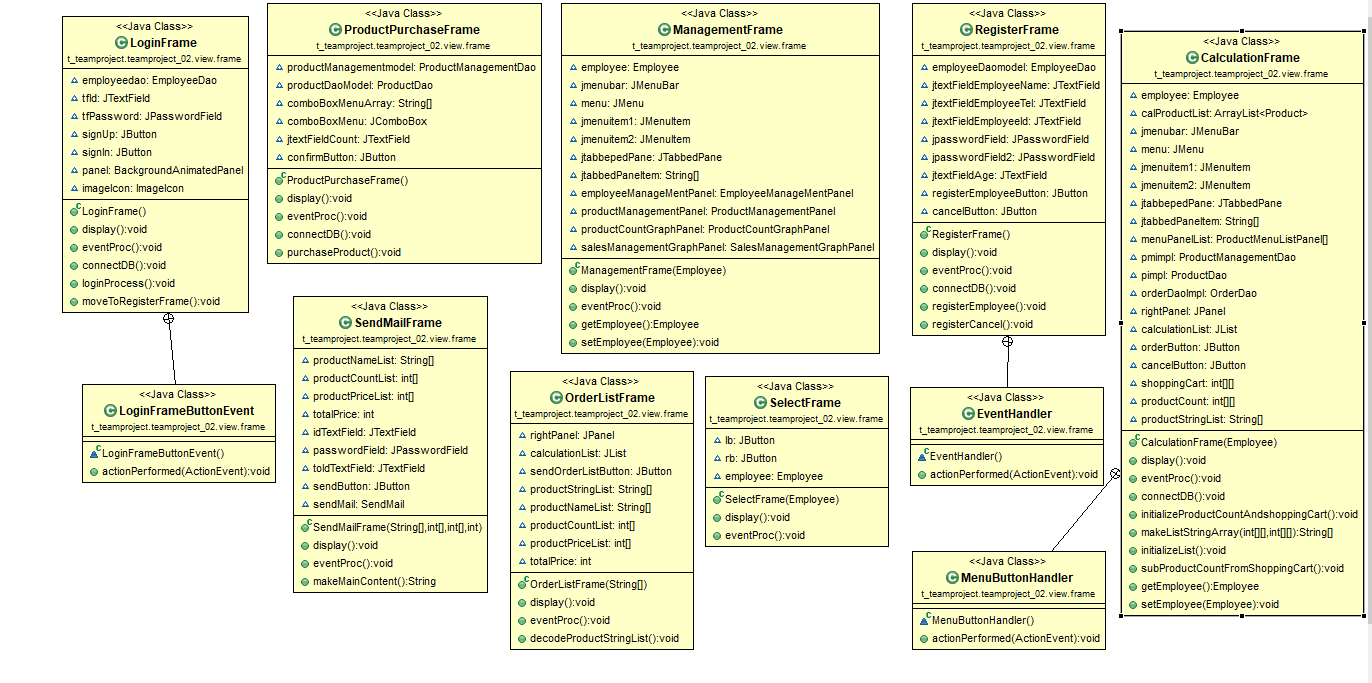 <<Java Class>>
LoginFrame
t_teamproject.teamproject_02.view.frame
employeedao: EmployeeDao
tfId: JTextField
tfPassword: JPasswordField
signUp: JButton
signIn: JButton
panel: BackgroundAnimatedPanel
imageIcon: ImageIcon
LoginFrame()
display():void
eventProc():void
connectDB():void
loginProcess():void
moveToRegisterFrame():void
<<Java Class>>
LoginFrameButtonEvent
t_teamproject.teamproject_02.view.frame
LoginFrameButtonEvent()
actionPerformed(ActionEvent):void
<<Java Class>>
ProductPurchaseFrame
t_teamproject.teamproject_02.view.frame
productManagementmodel: ProductManagementDao
productDaoModel: ProductDao
comboBoxMenuArray: String[]
comboBoxMenu: JComboBox
jtextFieldCount: JTextField
confirmButton: JButton
ProductPurchaseFrame()
display():void
eventProc():void
connectDB():void
purchaseProduct():void
<<Java Class>>
SendMailFrame
t_teamproject.teamproject_02.view.frame
productNameList: String[]
productCountList: int[]
productPriceList: int[]
totalPrice: int
idTextField: JTextField
passwordField: JPasswordField
toIdTextField: JTextField
sendButton: JButton
sendMail: SendMail
SendMailFrame(String[],int[],int[],int)
display():void
eventProc():void
makeMainContent():String
<<Java Class>>
ManagementFrame
t_teamproject.teamproject_02.view.frame
employee: Employee
jmenubar: JMenuBar
menu: JMenu
jmenuitem1: JMenuItem
jmenuitem2: JMenuItem
jtabbepedPane: JTabbedPane
jtabbedPaneItem: String[]
employeeManageMentPanel: EmployeeManageMentPanel
productManagementPanel: ProductManagementPanel
productCountGraphPanel: ProductCountGraphPanel
salesManagementGraphPanel: SalesManagementGraphPanel
ManagementFrame(Employee)
display():void
eventProc():void
getEmployee():Employee
setEmployee(Employee):void
<<Java Class>>
OrderListFrame
t_teamproject.teamproject_02.view.frame
rightPanel: JPanel
calculationList: JList
sendOrderListButton: JButton
productStringList: String[]
productNameList: String[]
productCountList: int[]
productPriceList: int[]
totalPrice: int
OrderListFrame(String[])
display():void
eventProc():void
decodeProductStringList():void
<<Java Class>>
SelectFrame
t_teamproject.teamproject_02.view.frame
lb: JButton
rb: JButton
employee: Employee
SelectFrame(Employee)
display():void
eventProc():void
<<Java Class>>
RegisterFrame
t_teamproject.teamproject_02.view.frame
employeeDaomodel: EmployeeDao
jtextFieldEmployeeName: JTextField
jtextFieldEmployeeTel: JTextField
jtextFieldEmployeeId: JTextField
jpasswordField: JPasswordField
jpasswordField2: JPasswordField
jtextFieldAge: JTextField
registerEmployeeButton: JButton
cancelButton: JButton
RegisterFrame()
display():void
eventProc():void
connectDB():void
registerEmployee():void
registerCancel():void
<<Java Class>>
EventHandler
t_teamproject.teamproject_02.view.frame
EventHandler()
actionPerformed(ActionEvent):void
<<Java Class>>
MenuButtonHandler
t_teamproject.teamproject_02.view.frame
MenuButtonHandler()
actionPerformed(ActionEvent):void
<<Java Class>>
CalculationFrame
t_teamproject.teamproject_02.view.frame
employee: Employee
calProductList: ArrayList<Product>
jmenubar: JMenuBar
menu: JMenu
jmenuitem1: JMenuItem
jmenuitem2: JMenuItem
jtabbepedPane: JTabbedPane
jtabbedPaneItem: String[]
menuPanelList: ProductMenuListPanel[]
pmimpl: ProductManagementDao
pimpl: ProductDao
orderDaoImpl: OrderDao
rightPanel: JPanel
calculationList: JList
orderButton: JButton
cancelButton: JButton
shoppingCart: int[][]
productCount: int[][]
productStringList: String[]
CalculationFrame(Employee)
display():void
eventProc():void
connectDB():void
initializeProductCountAndshoppingCart():void
makeListStringArray(int[][],int[][]):String[]
initializeList():void
subProductCountFromShoppingCart():void
getEmployee():Employee
setEmployee(Employee):void